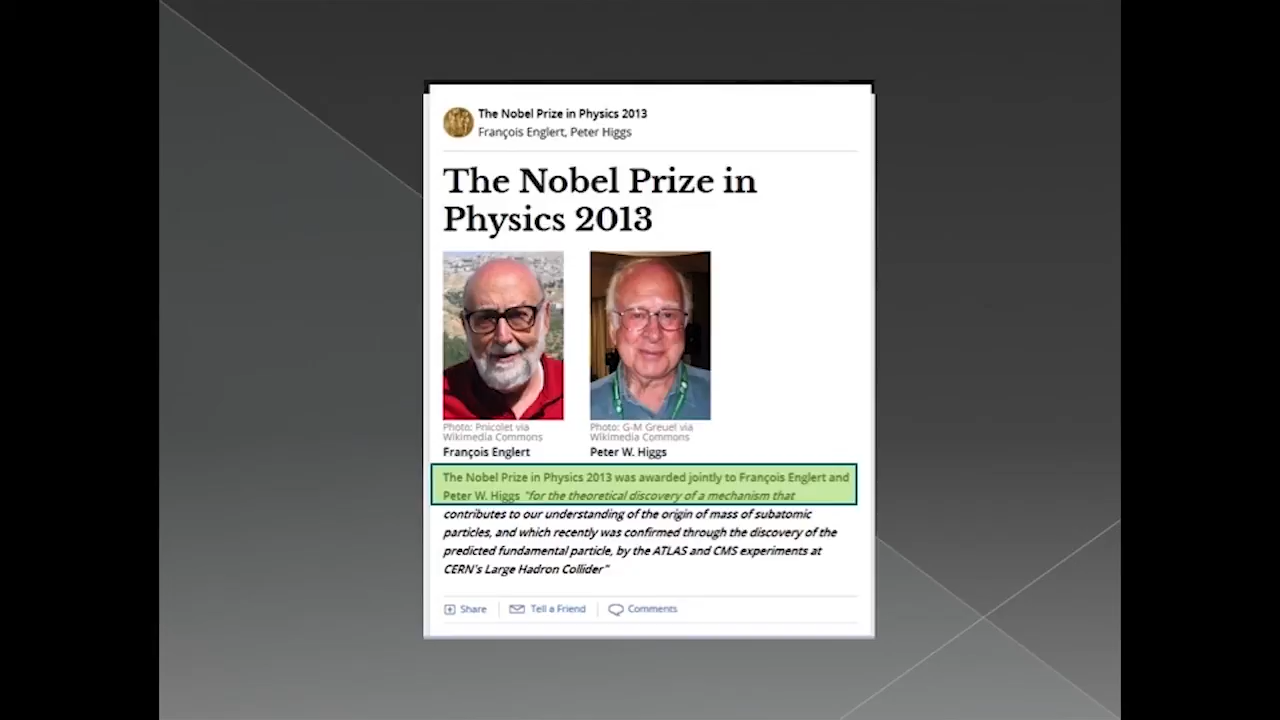 The Nobel Prize in Physics 2013
François Englert, Peter Higgs
The Nobel Prize in
Physics 2013
Photo: Pnicolet via
Wikimedia Commons
François Englert
Photo: G-M Greuel via
Wikimedia Commons
Peter W. Higgs
The Nobel Prize in Physics 2013 was awarded jointly to François Englert and
Peter W. Higgs "for the theoretical discovery of a mechanism that
contributes to our understanding of the origin of mass of subatomic
particles, and which recently was confirmed through the discovery of the
predicted fundamental particle, by the ATLAS and CMS experiments at
CERN's Large Hadron Collider"
Share
Tell a Friend
Comments